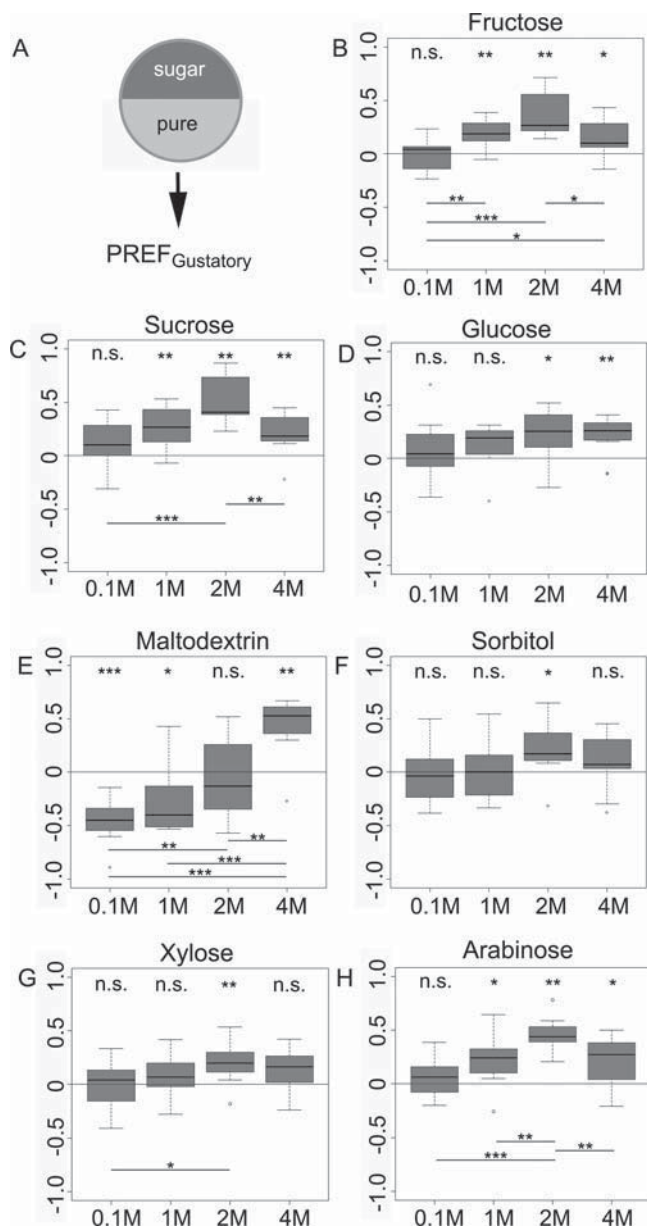 A
sugar
pure
PREFGustatory
B
Fructose
n.s. ** ** *
1.0
0.5
0
-0.5
-1.0
** *
***
*
0.1M 1M 2M 4M
C
Sucrose
n.s. ** ** **
1.0
0.5
0
-0.5
-1.0
**
***
0.1M 1M 2M 4M
D
Glucose
n.s. n.s. * **
1.0
0.5
0
-0.5
-1.0
0.1M 1M 2M 4M
E
Maltodextrin
*** * n.s. **
1.0
0.5
0
-0.5
-1.0
** **
***
***
0.1M 1M 2M 4M
F
Sorbitol
n.s. n.s. * n.s.
1.0
0.5
0
-0.5
-1.0
0.1M 1M 2M 4M
G
Xylose
n.s. n.s. ** n.s.
1.0
0.5
0
-0.5
-1.0
*
0.1M 1M 2M 4M
H
Arabinose
n.s. * ** *
1.0
0.5
0
-0.5
-1.0
** **
***
0.1M 1M 2M 4M